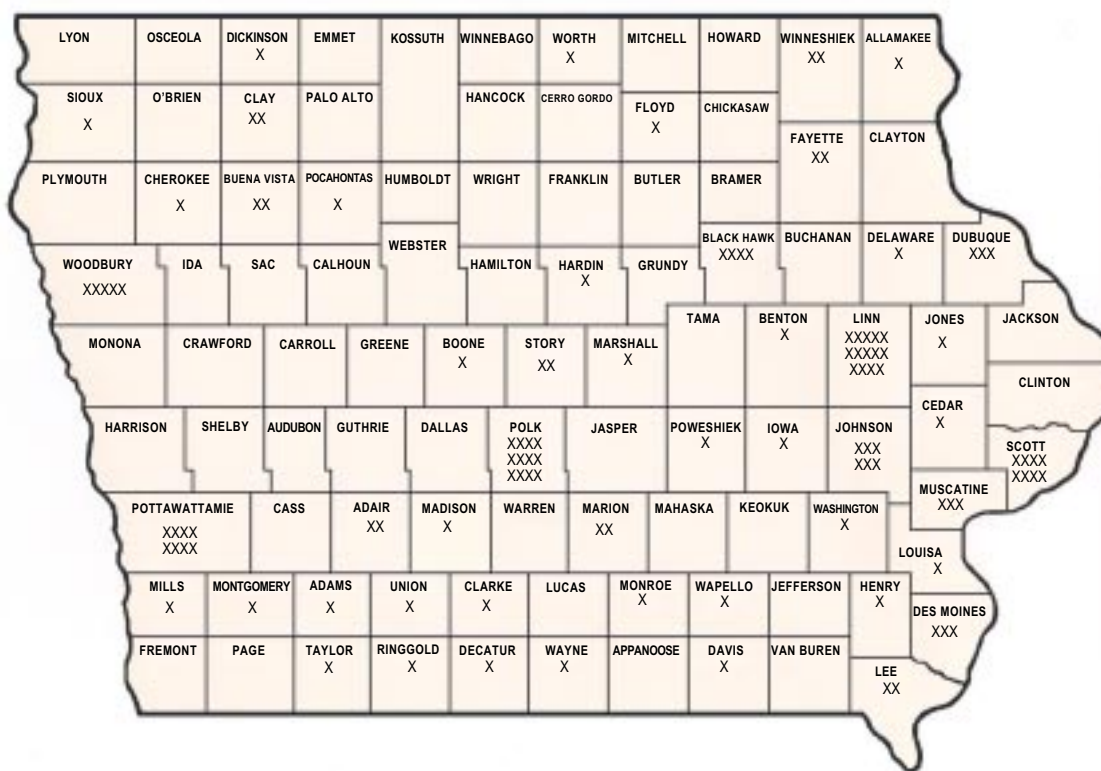 LYON
OSCEOLA
DICKINSON
X
EMMET
KOSSUTH
WINNEBAGO
WORTH
X
MITCHELL
HOWARD
WINNESHIEK
XX
ALLAMAKEE
X
SIOUX
X
O'BRIEN
CLAY
XX
PALO ALTO
HANCOCK
CERRO GORDO
FLOYD
X
CHICKASAW
FAYETTE
XX
CLAYTON
PLYMOUTH
CHEROKEE
X
BUENA VISTA
XX
POCAHONTAS
X
HUMBOLDT
WRIGHT
FRANKLIN
BUTLER
BRAMER
WOODBURY
XXXXX
IDA
SAC
CALHOUN
WEBSTER
HAMILTON
HARDIN
X
GRUNDY
BLACK HAWK
XXXX
BUCHANAN
DELAWARE
X
DUBUQUE
XXX
MONONA
CRAWFORD
CARROLL
GREENE
BOONE
X
STORY
XX
MARSHALL
X
TAMA
BENTON
X
LINN
XXXXX
XXXXX
XXXX
JONES
X
JACKSON
CLINTON
HARRISON
SHELBY
AUDUBON
GUTHRIE
DALLAS
POLK
XXXX
XXXX
XXXX
JASPER
POWESHIEK
X
IOWA
X
JOHNSON
XXX
XXX
CEDAR
X
SCOTT
XXXX
XXXX
POTTAWATTAMIE
XXXX
XXXX
CASS
ADAIR
XX
MADISON
X
WARREN
MARION
XX
MAHASKA
KEOKUK
WASHINGTON
X
MUSCATINE
XXX
LOUISA
X
MILLS
X
MONTGOMERY
X
ADAMS
X
UNION
X
CLARKE
X
LUCAS
MONROE
X
WAPELLO
X
JEFFERSON
HENRY
X
DES MOINES
XXX
FREMONT
PAGE
TAYLOR
X
RINGGOLD
X
DECATUR
X
WAYNE
X
APPANOOSE
DAVIS
X
VAN BUREN
LEE
XX